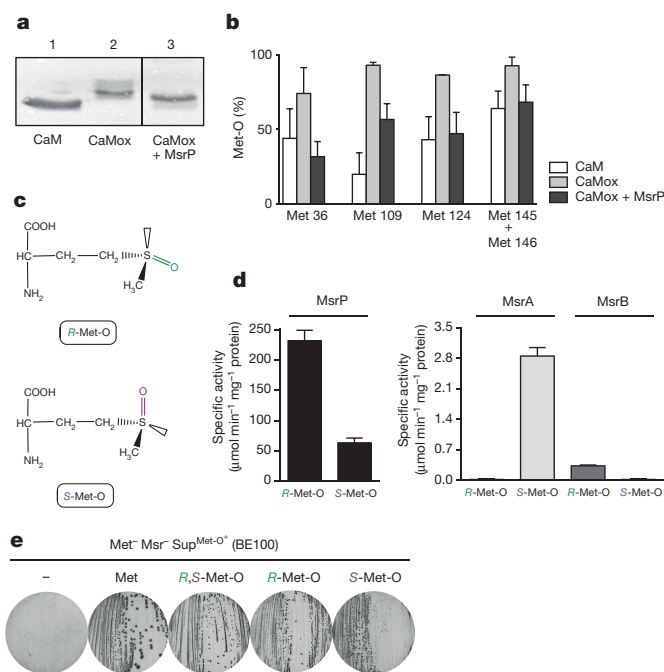 a
1 2 3
CaM CaMox CaMox
+ MsrP
b
100
50
0
Met-O (%)
Met 36 Met 109 Met 124 Met 145
+
Met 146
CaM
CaMox
CaMox + MsrP
c
COOH
HC CH₂ CH₂ S
O
NH₂ H₃C
R-Met-O
O
COOH
HC CH₂ CH₂ S
NH₂ H₃C
S-Met-O
d
MsrP
250
200
150
100
50
0
Specific activity
(µmol min⁻¹ mg⁻¹ protein)
R-Met-O S-Met-O
MsrA MsrB
3.5
2.8
2.1
1.4
0.7
0
Specific activity
(µmol min⁻¹ mg⁻¹ protein)
R-Met-O S-Met-O R-Met-O S-Met-O
e
Met⁻ Msr⁻ Sup^Met-O⁺ (BE100)
– Met R,S-Met-O R-Met-O S-Met-O